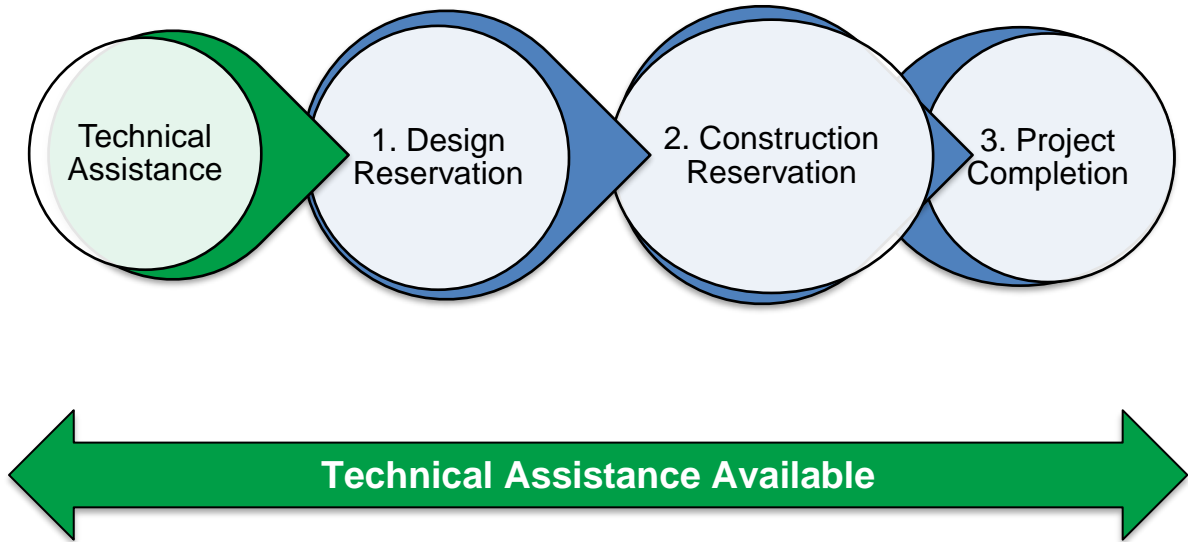 Technical
Assistance
1. Design
Reservation
2. Construction
Reservation
3. Project
Completion
Technical Assistance Available